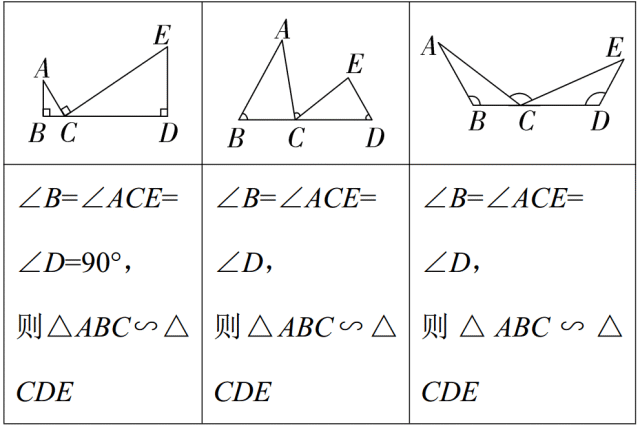 A
B
C
D
E
A
B
C
D
E
A
B
C
D
E
∠B=∠ACE=
∠D=90°,
则△ABC∽△
CDE
∠B=∠ACE=
∠D,
则△ABC∽△
CDE
∠B=∠ACE=
∠D,
则 △ ABC ∽ △
CDE